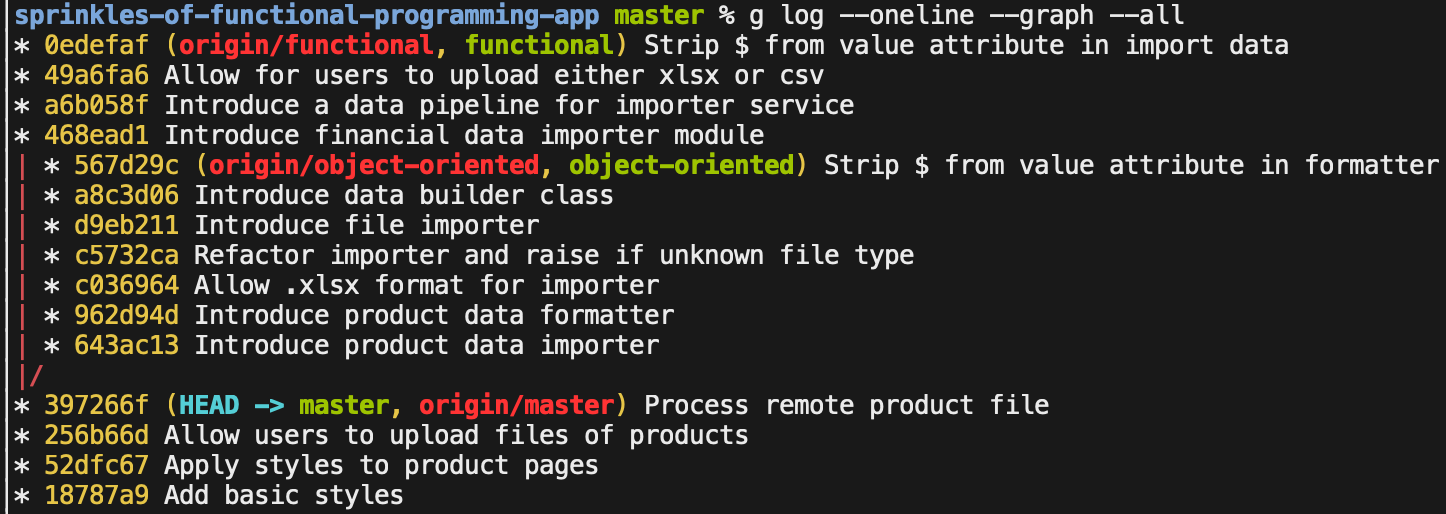 sprinkles-of-functional-programming-app master % g log --oneline --graph --all
* 0edefaf (origin/functional, functional) Strip $ from value attribute in import data
* 49a6fa6 Allow for users to upload either xlsx or csv
* a6b058f Introduce a data pipeline for importer service
* 468ead1 Introduce financial data importer module
| * 567d29c (origin/object-oriented, object-oriented) Strip $ from value attribute in formatter
| * a8c3d06 Introduce data builder class
| * d9eb211 Introduce file importer
| * c5732ca Refactor importer and raise if unknown file type
| * c036964 Allow .xlsx format for importer
| * 962d94d Introduce product data formatter
| * 643ac13 Introduce product data importer
|/
* 397266f (HEAD -> master, origin/master) Process remote product file
* 256b66d Allow users to upload files of products
* 52dfc67 Apply styles to product pages
* 18787a9 Add basic styles